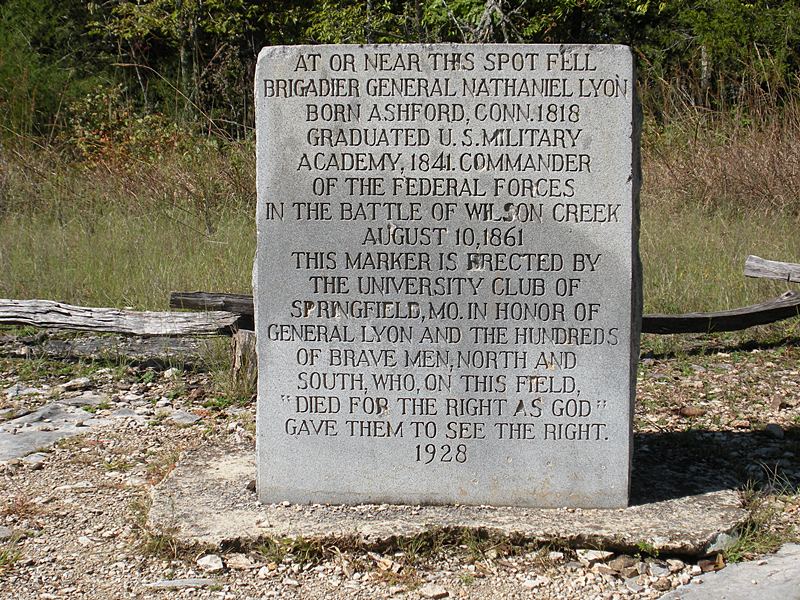 AT OR NEAR THIS SPOT FELL
BRIGADIER GENERAL NATHANIEL LYON
BORN ASHFORD, CONN. 1818
GRADUATED U. S. MILITARY
ACADEMY, 1841. COMMANDER
OF THE FEDERAL FORCES
IN THE BATTLE OF WILSON CREEK
AUGUST 10, 1861
THIS MARKER IS ERECTED BY
THE UNIVERSITY CLUB OF
SPRINGFIELD, MO. IN HONOR OF
GENERAL LYON AND THE HUNDREDS
OF BRAVE MEN, NORTH AND
SOUTH, WHO, ON THIS FIELD,
"DIED FOR THE RIGHT AS GOD"
GAVE THEM TO SEE THE RIGHT.
1928